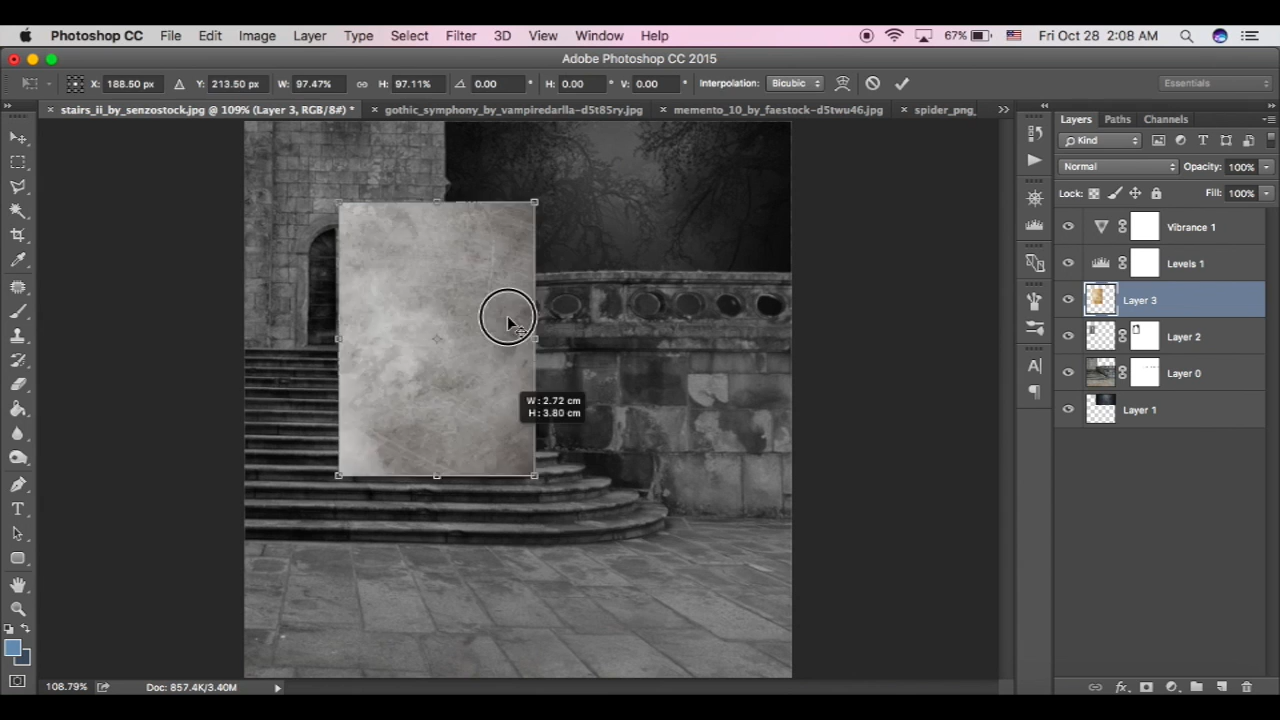 Photoshop CC File Edit Image Layer Type Select Filter 3D View Window Help 67% Fri Oct 28 2:08 AM
Adobe Photoshop CC 2015
X: 188.50 px Y: 213.50 px W: 97.47% H: 97.11% 0.00 ° H: 0.00 ° V: 0.00 ° Interpolation: Bicubic Essentials
× stairs_ii_by_senzostock.jpg @ 109% (Layer 3, RGB/8#) * × gothic_symphony_by_vampiredarlla-d5t85ry.jpg × memento_10_by_faestock-d5twu46.jpg × spider_png_ >>
Layers Paths Channels
Kind
Normal Opacity: 100%
Lock: Fill: 100%
Vibrance 1
Levels 1
Layer 3
Layer 2
Layer 0
Layer 1
W: 2.72 cm
H: 3.80 cm
108.79% Doc: 857.4K/3.40M